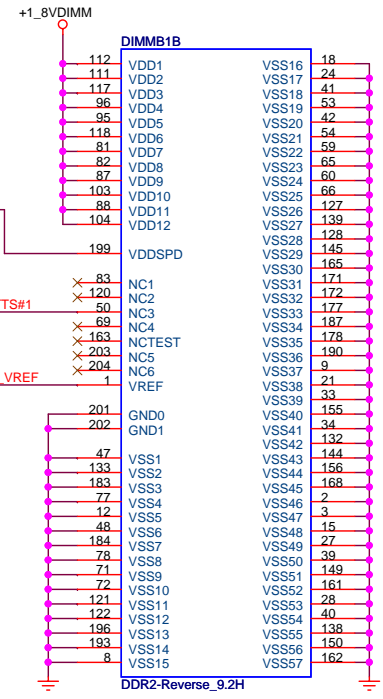 +1_8VDIMM
DIMMB1B
112 VDD1 VSS16 18
111 VDD2 VSS17 24
117 VDD3 VSS18 41
96 VDD4 VSS19 53
95 VDD5 VSS20 42
118 VDD6 VSS21 54
81 VDD7 VSS22 59
82 VDD8 VSS23 65
87 VDD9 VSS24 60
103 VDD10 VSS25 66
88 VDD11 VSS26 127
104 VDD12 VSS27 139
VSS28 128
199 VDDSPD VSS29 145
VSS30 165
83 NC1 VSS31 171
120 NC2 VSS32 172
TS#1 50 NC3 VSS33 177
69 NC4 VSS34 187
163 NCTEST VSS35 178
203 NC5 VSS36 190
204 NC6 VSS37 9
VREF 1 VREF VSS38 21
VSS39 33
201 GND0 VSS40 155
202 GND1 VSS41 34
VSS42 132
47 VSS1 VSS43 144
133 VSS2 VSS44 156
183 VSS3 VSS45 168
77 VSS4 VSS46 2
12 VSS5 VSS47 3
48 VSS6 VSS48 15
184 VSS7 VSS49 27
78 VSS8 VSS50 39
71 VSS9 VSS51 149
72 VSS10 VSS52 161
121 VSS11 VSS53 28
122 VSS12 VSS54 40
196 VSS13 VSS55 138
193 VSS14 VSS56 150
8 VSS15 VSS57 162
DDR2-Reverse_9.2H